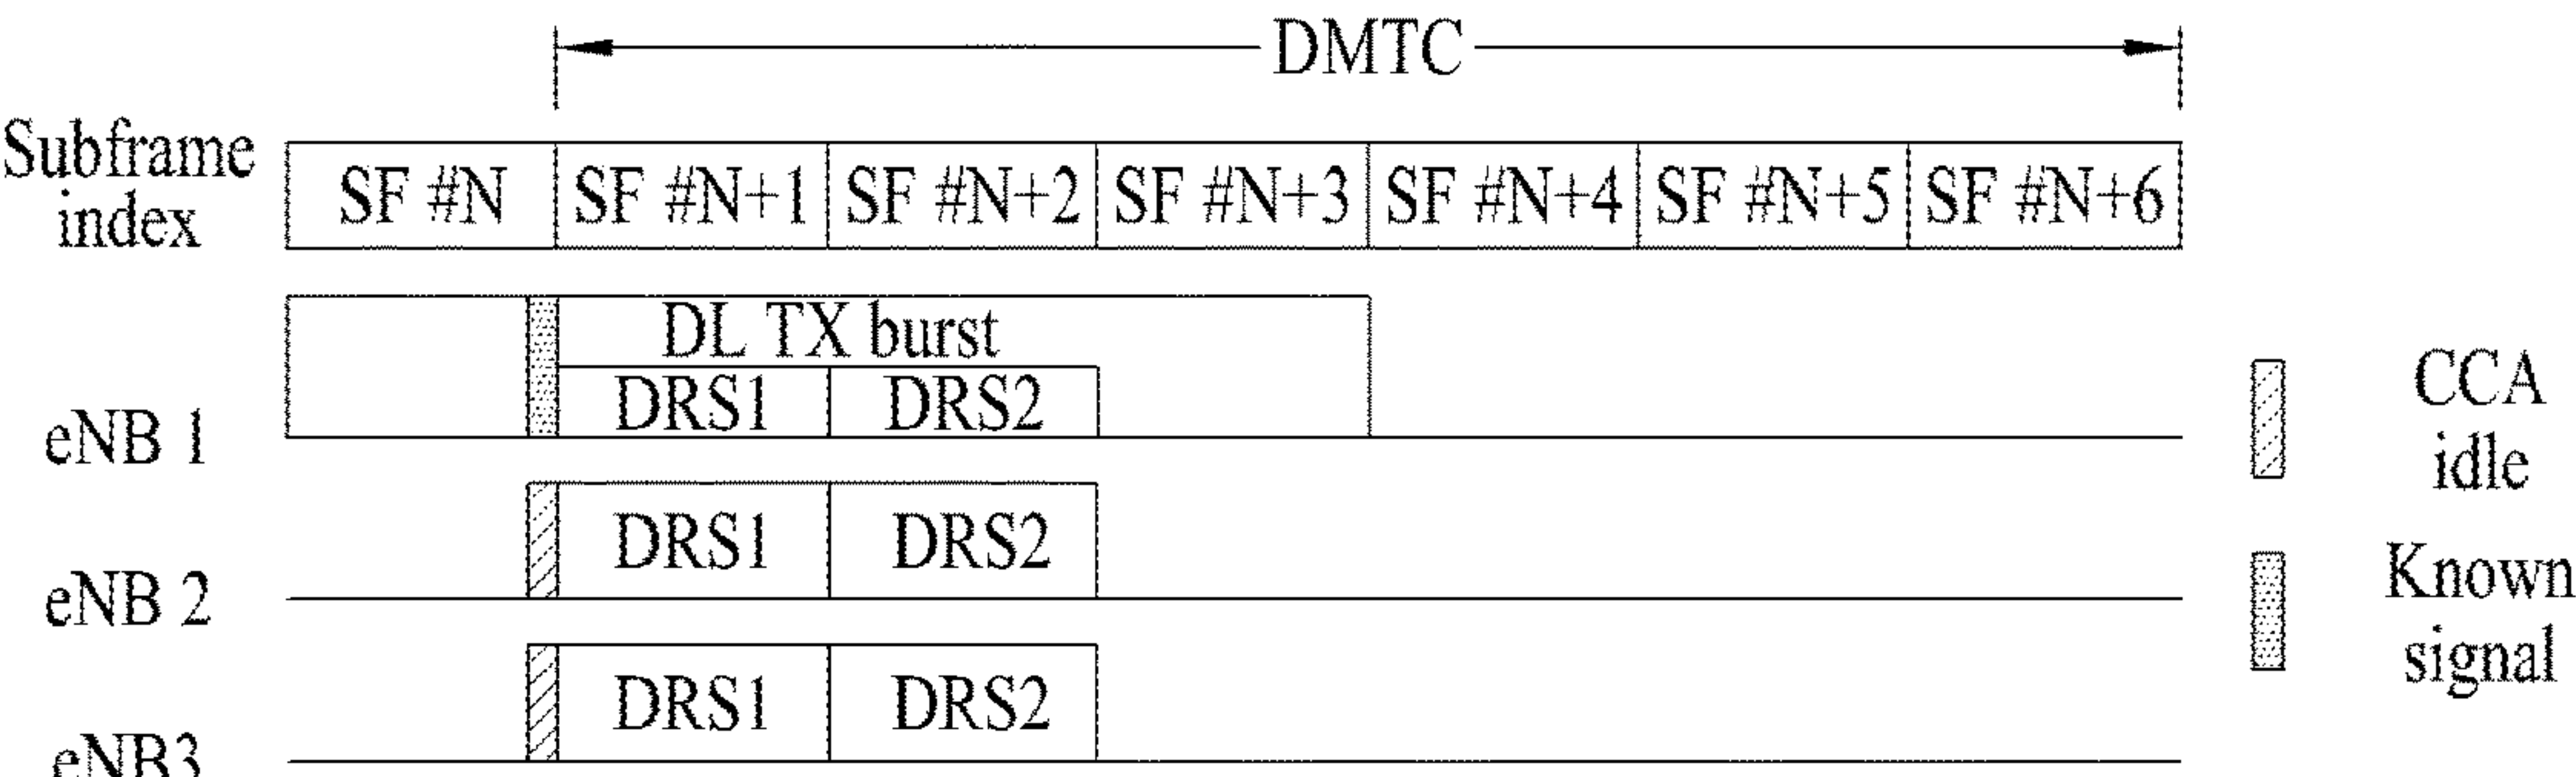 DMTC
Subframe
index
SF #N SF #N+1 SF #N+2 SF #N+3 SF #N+4 SF #N+5 SF #N+6
DL TX burst
DRS1 DRS2
eNB 1
DRS1 DRS2
eNB 2
DRS1 DRS2
eNB3
CCA
idle
Known
signal